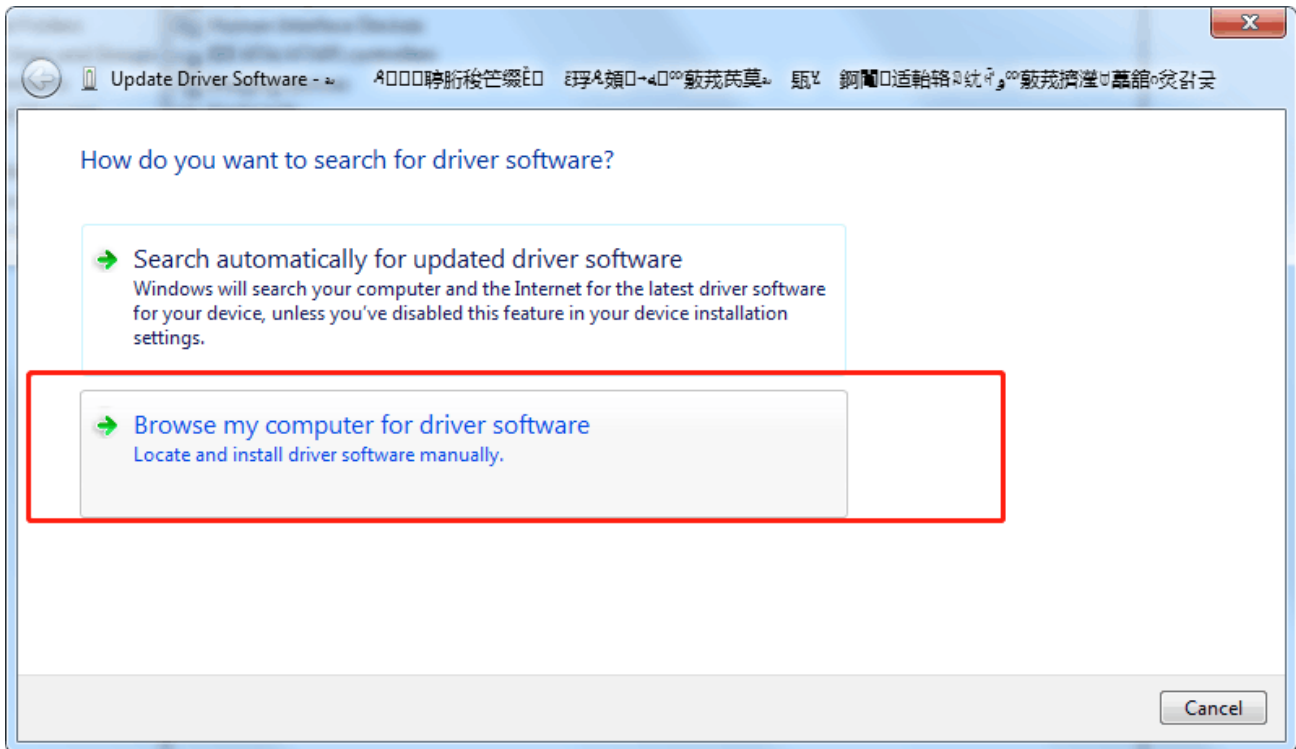 Update Driver Software -
How do you want to search for driver software?
Search automatically for updated driver software
Windows will search your computer and the Internet for the latest driver software
for your device, unless you've disabled this feature in your device installation
settings.
Browse my computer for driver software
Locate and install driver software manually.
Cancel